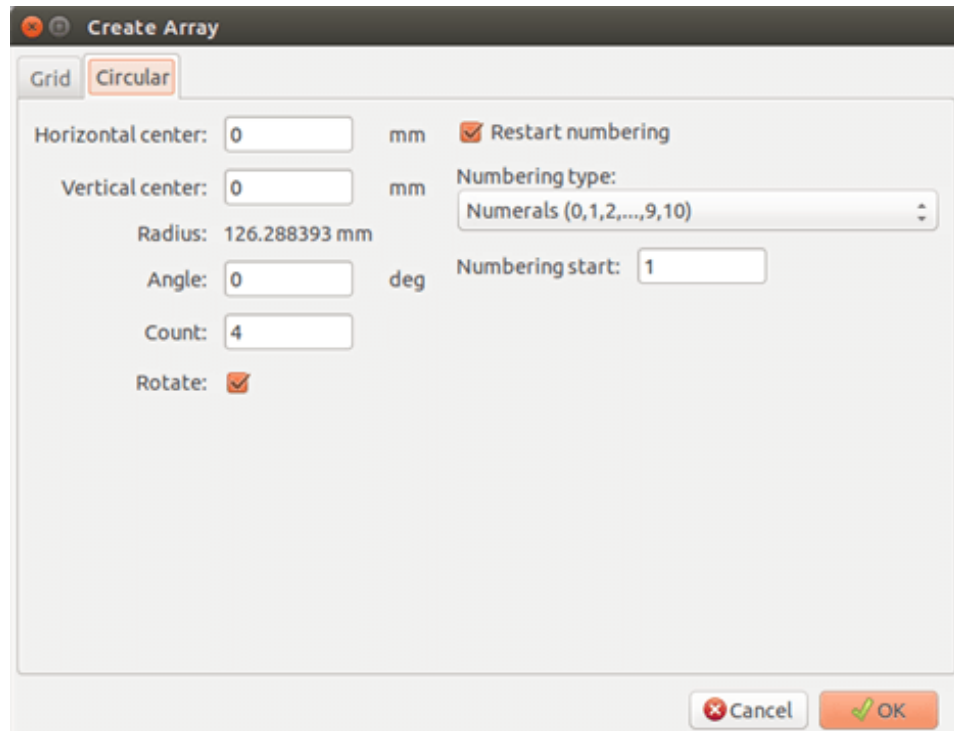 Create Array
Grid
Circular
Horizontal center: 0 mm
Vertical center: 0 mm
Radius: 126.288393 mm
Angle: 0 deg
Count: 4
Rotate:
Restart numbering
Numbering type:
Numerals (0,1,2,...,9,10)
Numbering start: 1
Cancel
OK